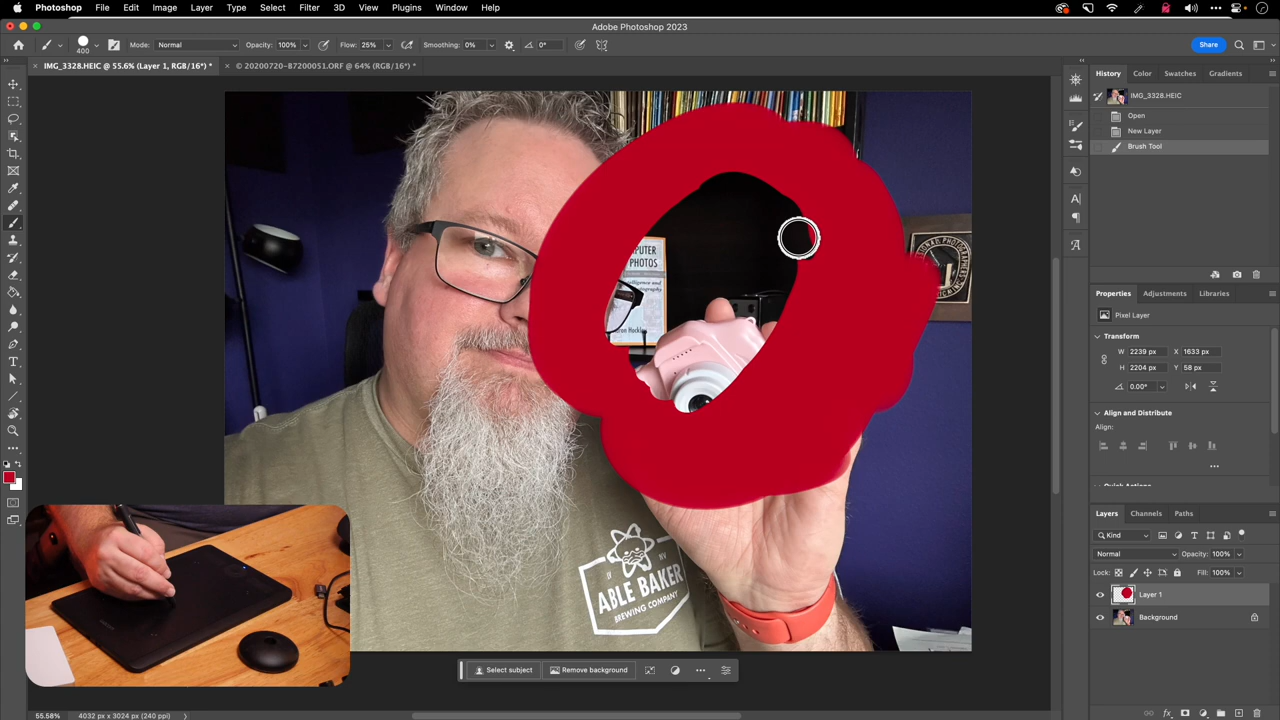 Photoshop File Edit Image Layer Type Select Filter 3D View Plugins Window Help
Adobe Photoshop 2023
400 Mode: Normal Opacity: 100% Flow: 25% Smoothing: 0% 0° Share
IMG_3328.HEIC @ 55.6% (Layer 1, RGB/16*) * © 20200720-B7200051.ORF @ 64% (RGB/16*) *
History Color Swatches Gradients
IMG_3328.HEIC
Open
New Layer
Brush Tool
Properties Adjustments Libraries
Pixel Layer
Transform
W 2239 px X 1633 px
H 2204 px Y 58 px
0.00°
Align and Distribute
Align:
Layers Channels Paths
Kind
Normal Opacity: 100%
Lock: Fill: 100%
Layer 1
Background
PHOTOS
ABLE BAKER
BREWING COMPANY
NV
Select subject Remove background
55.58% 4032 px x 3024 px (240 ppi)